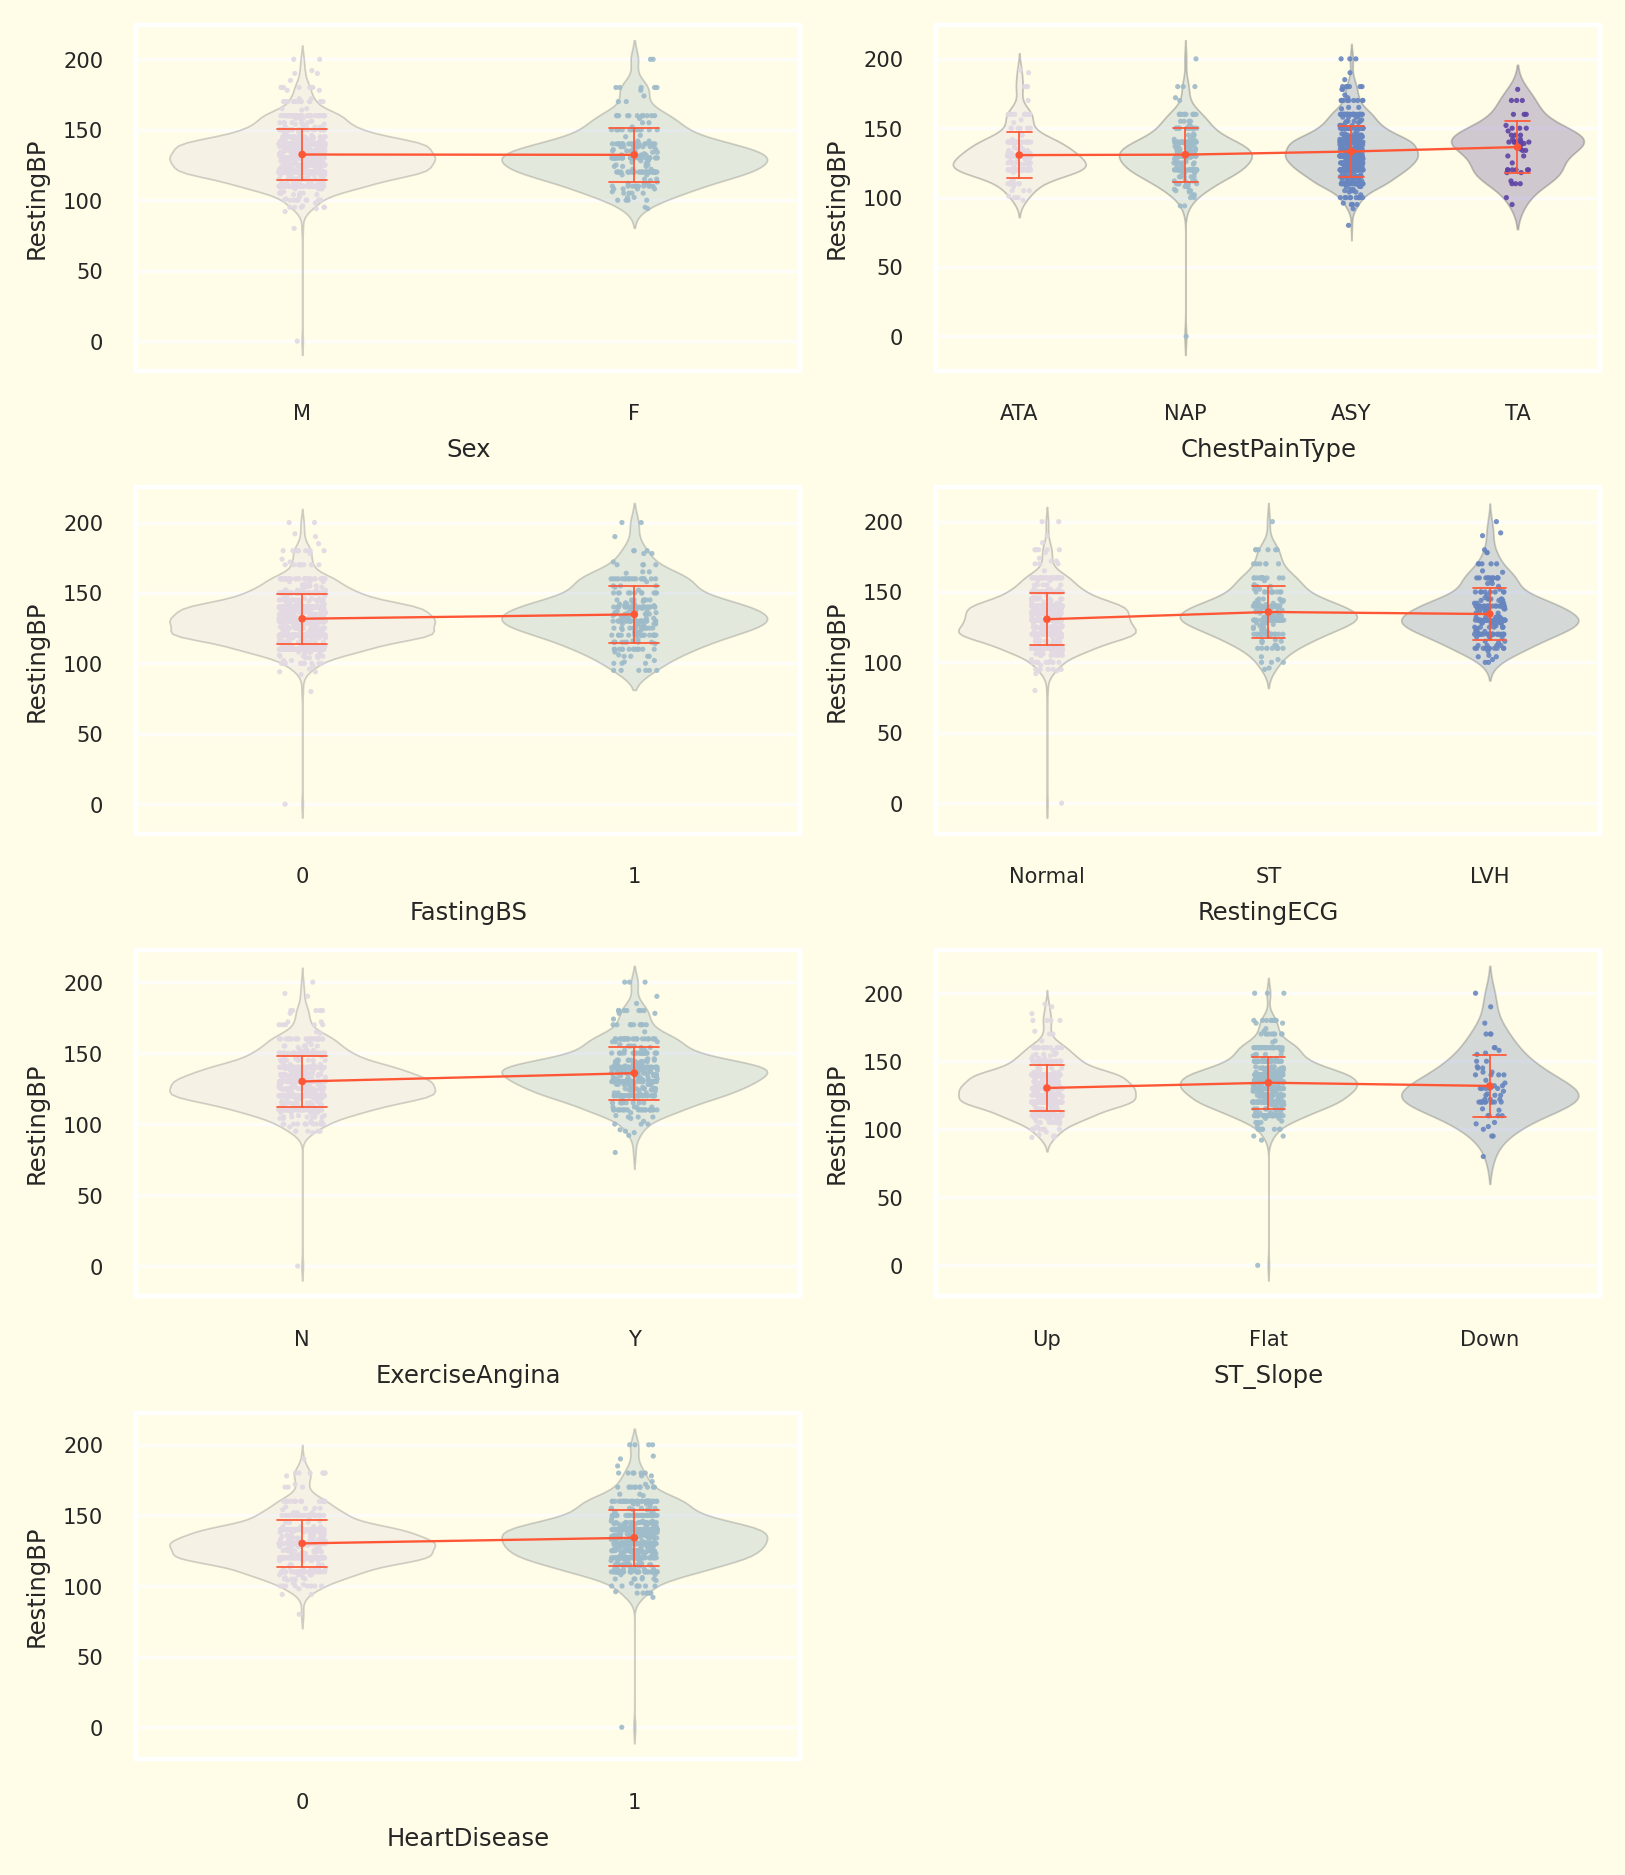 200
150
100
50
0
RestingBP
M
F
Sex
200
150
100
50
0
RestingBP
ATA
NAP
ASY
TA
ChestPainType
200
150
100
50
0
RestingBP
0
1
FastingBS
200
150
100
50
0
RestingBP
Normal
ST
LVH
RestingECG
200
150
100
50
0
RestingBP
N
Y
ExerciseAngina
200
150
100
50
0
RestingBP
Up
Flat
Down
ST_Slope
200
150
100
50
0
RestingBP
0
1
HeartDisease